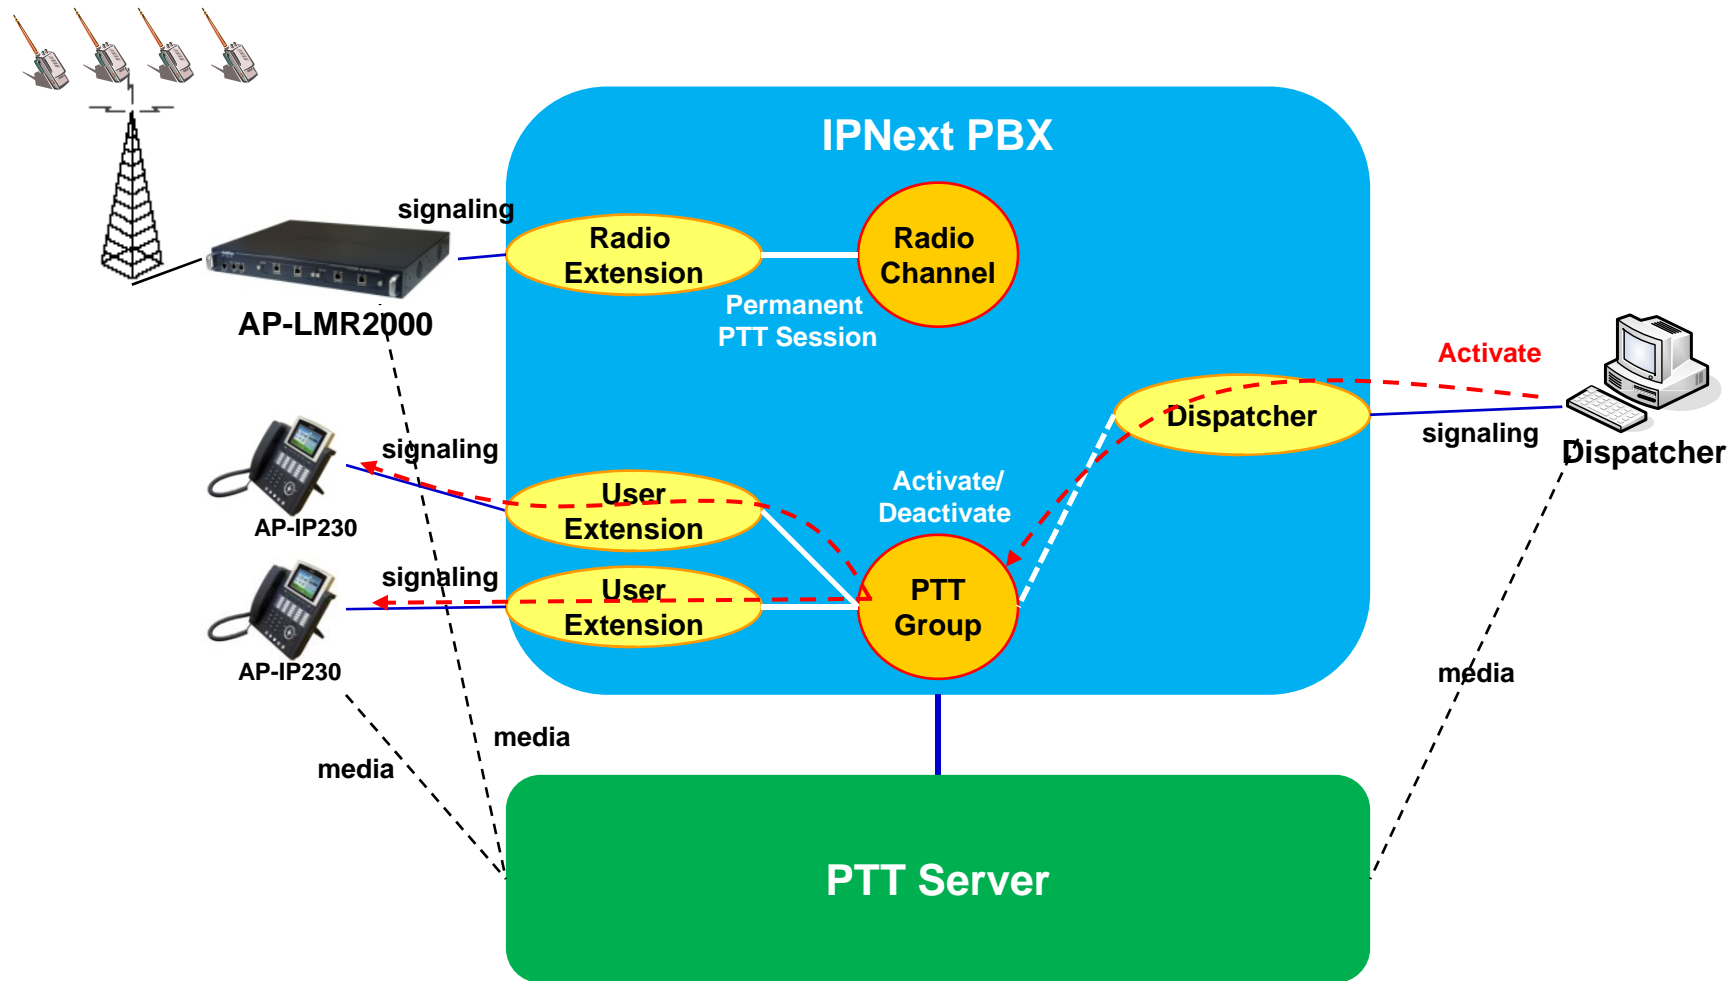 IPNext PBX
signaling
Radio
Extension
Radio
Channel
AP-LMR2000
Permanent
PTT Session
Activate
Dispatcher
signaling
Dispatcher
signaling
User
Extension
Activate/
Deactivate
AP-IP230
signaling
User
Extension
PTT
Group
AP-IP230
media
media
media
PTT Server